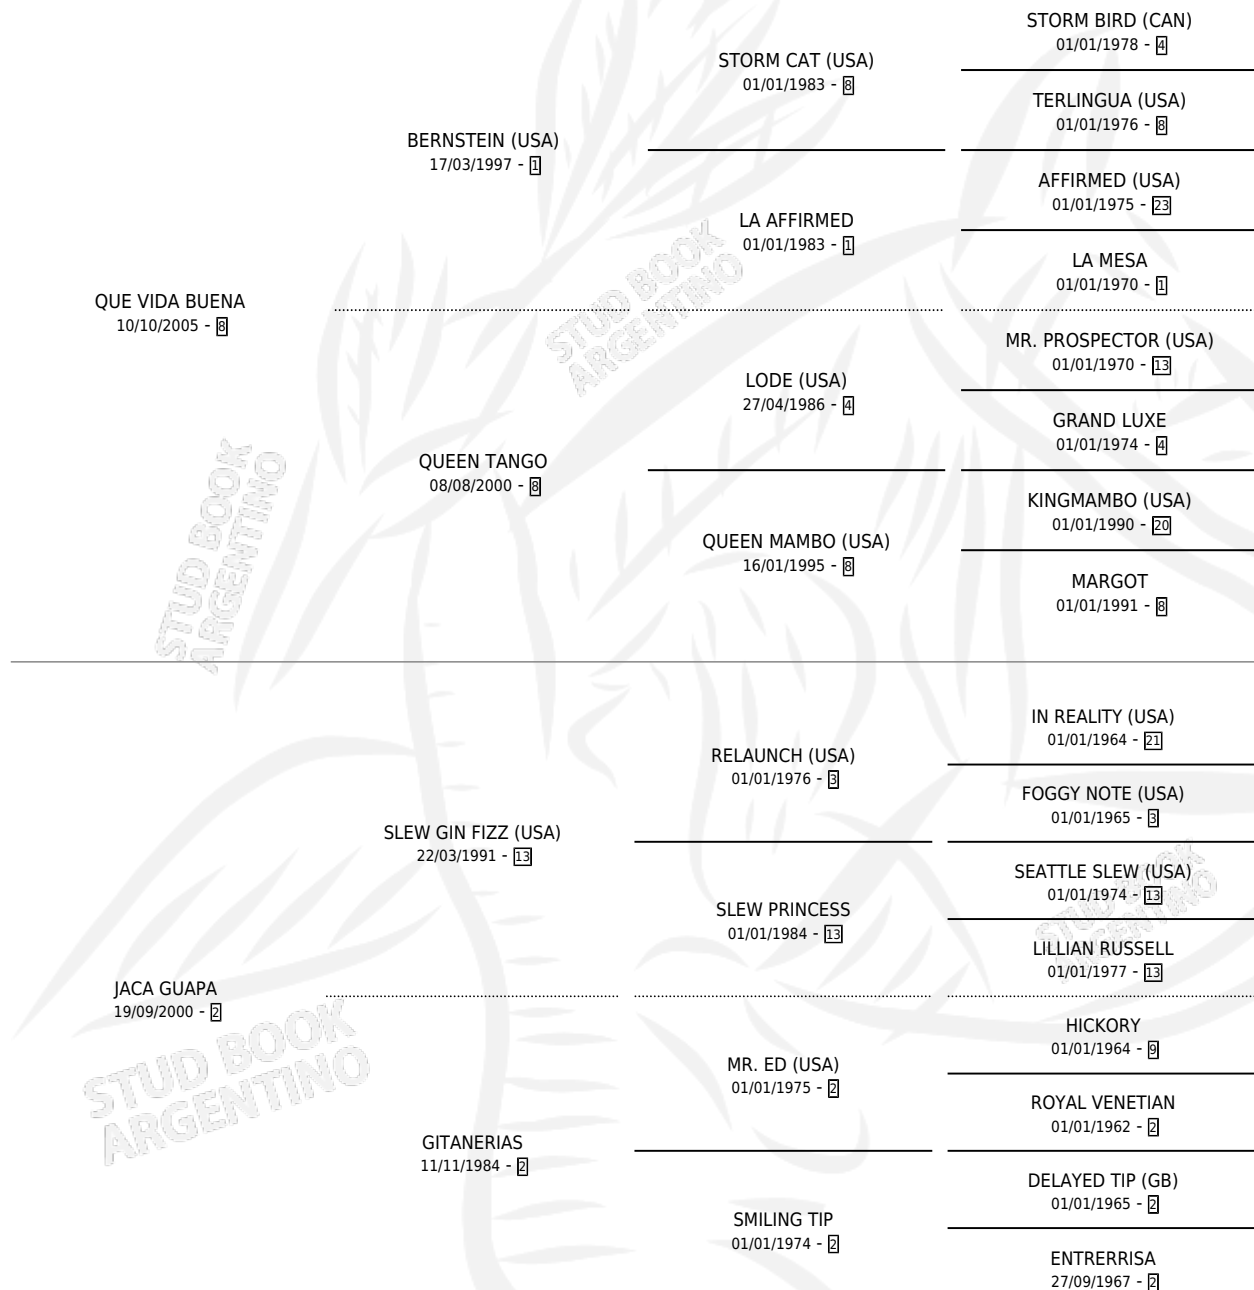 QUE VIDA BUENA
10/10/2005 - 8
BERNSTEIN (USA)
17/03/1997 - 1
QUEEN TANGO
08/08/2000 - 8
STORM CAT (USA)
01/01/1983 - 8
LA AFFIRMED
01/01/1983 - 1
LODE (USA)
27/04/1986 - 4
QUEEN MAMBO (USA)
16/01/1995 - 8
STORM BIRD (CAN)
01/01/1978 - 4
TERLINGUA (USA)
01/01/1976 - 8
AFFIRMED (USA)
01/01/1975 - 23
LA MESA
01/01/1970 - 1
MR. PROSPECTOR (USA)
01/01/1970 - 13
GRAND LUXE
01/01/1974 - 4
KINGMAMBO (USA)
01/01/1990 - 20
MARGOT
01/01/1991 - 8
STUD BOOK
ARGENTINO
STUD BOOK
ARGENTINO
JACA GUAPA
19/09/2000 - 2
SLEW GIN FIZZ (USA)
22/03/1991 - 13
GITANERIAS
11/11/1984 - 2
RELAUNCH (USA)
01/01/1976 - 3
SLEW PRINCESS
01/01/1984 - 13
MR. ED (USA)
01/01/1975 - 2
SMILING TIP
01/01/1974 - 2
IN REALITY (USA)
01/01/1964 - 21
FOGGY NOTE (USA)
01/01/1965 - 3
SEATTLE SLEW (USA)
01/01/1974 - 13
LILLIAN RUSSELL
01/01/1977 - 13
HICKORY
01/01/1964 - 9
ROYAL VENETIAN
01/01/1962 - 2
DELAYED TIP (GB)
01/01/1965 - 2
ENTRERRISA
27/09/1967 - 2
STUD BOOK
ARGENTINO
STUD BOOK
ARGENTINO